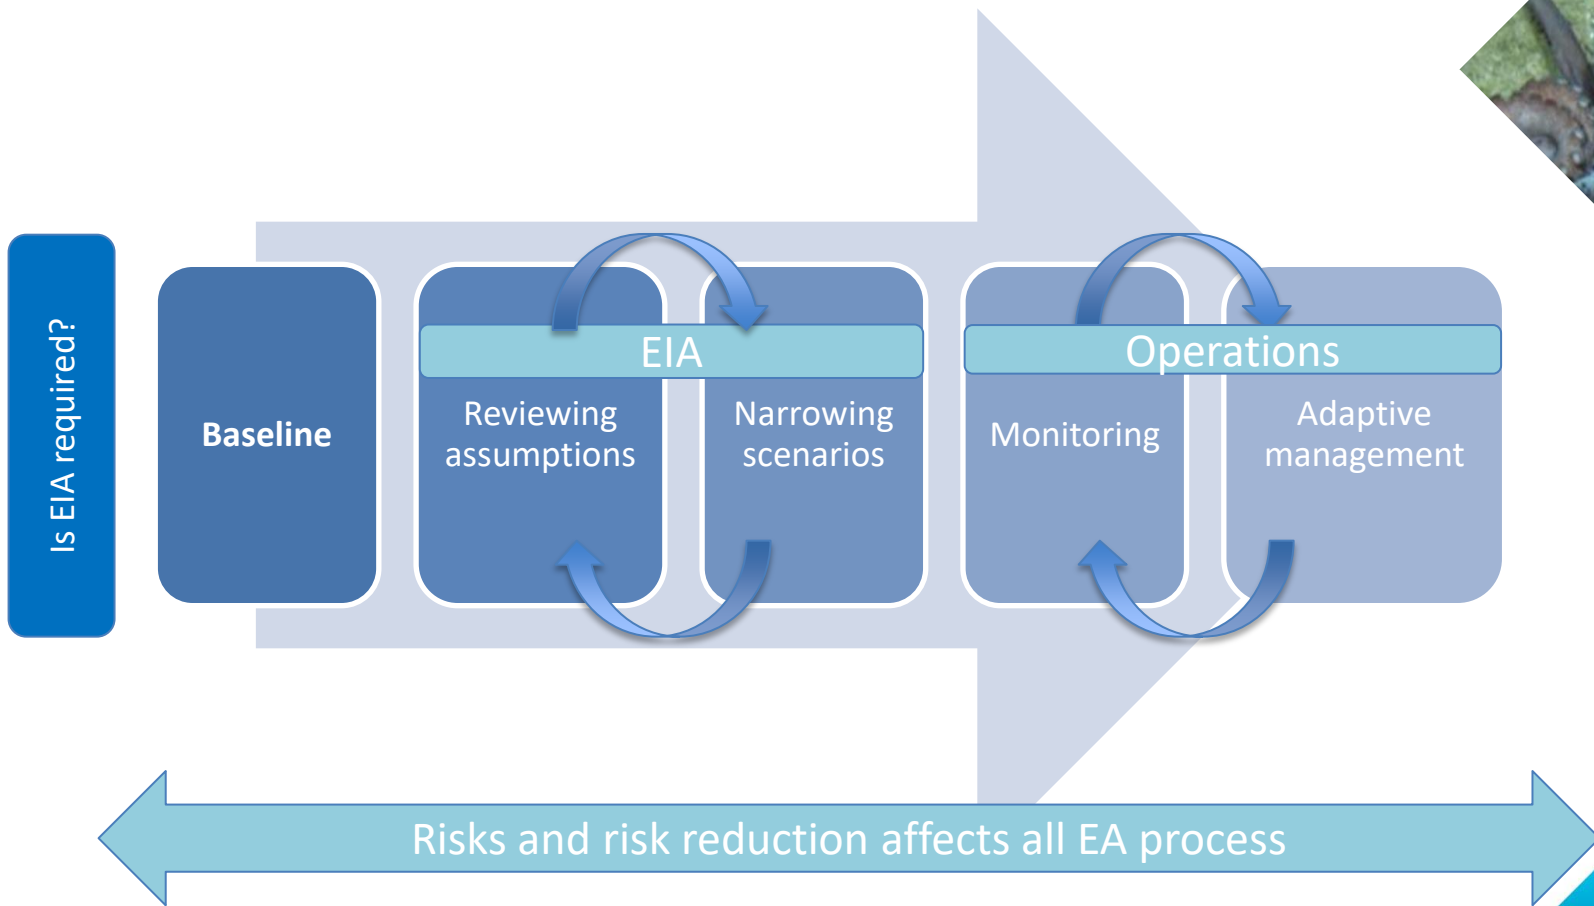 Is EIA required?
Baseline
EIA
Reviewing
assumptions
Narrowing
scenarios
Operations
Monitoring
Adaptive
management
Risks and risk reduction affects all EA process